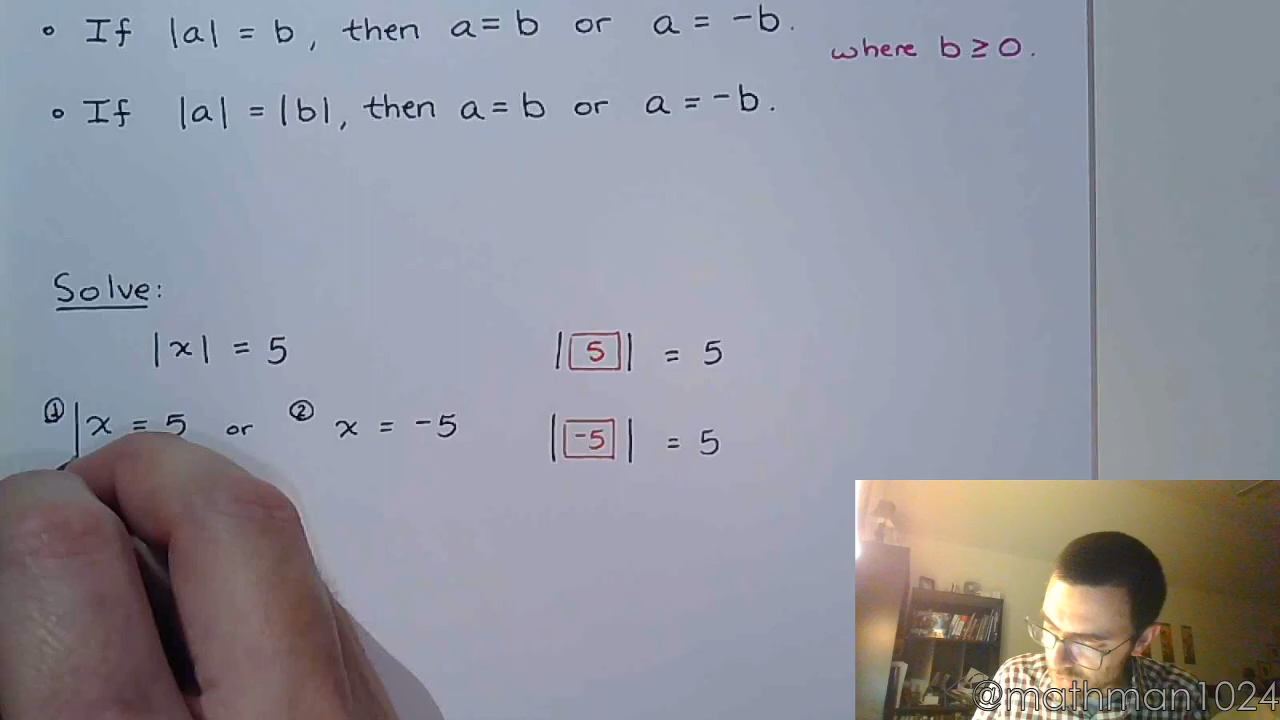 • If |a| = b, then a = b or a = -b.
where b ≥ 0.
• If |a| = |b|, then a = b or a = -b.
Solve:
|x| = 5
|5| = 5
① x = 5 or ② x = -5
|-5| = 5
@mathman1024